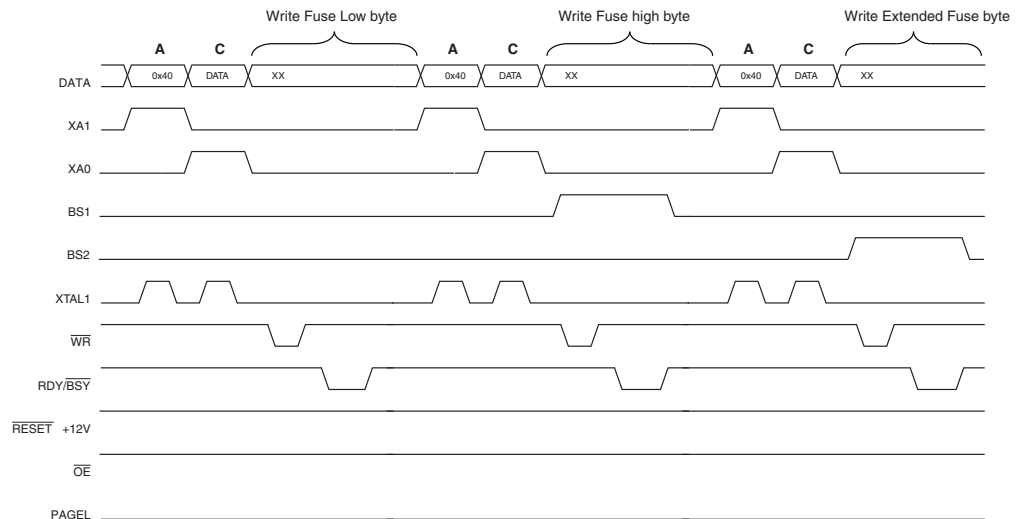 Write Fuse Low byte Write Fuse high byte Write Extended Fuse byte
A C A C A C
DATA 0x40 DATA XX 0x40 DATA XX 0x40 DATA XX
XA1
XA0
BS1
BS2
XTAL1
WR
RDY/BSY
RESET +12V
OE
PAGEL